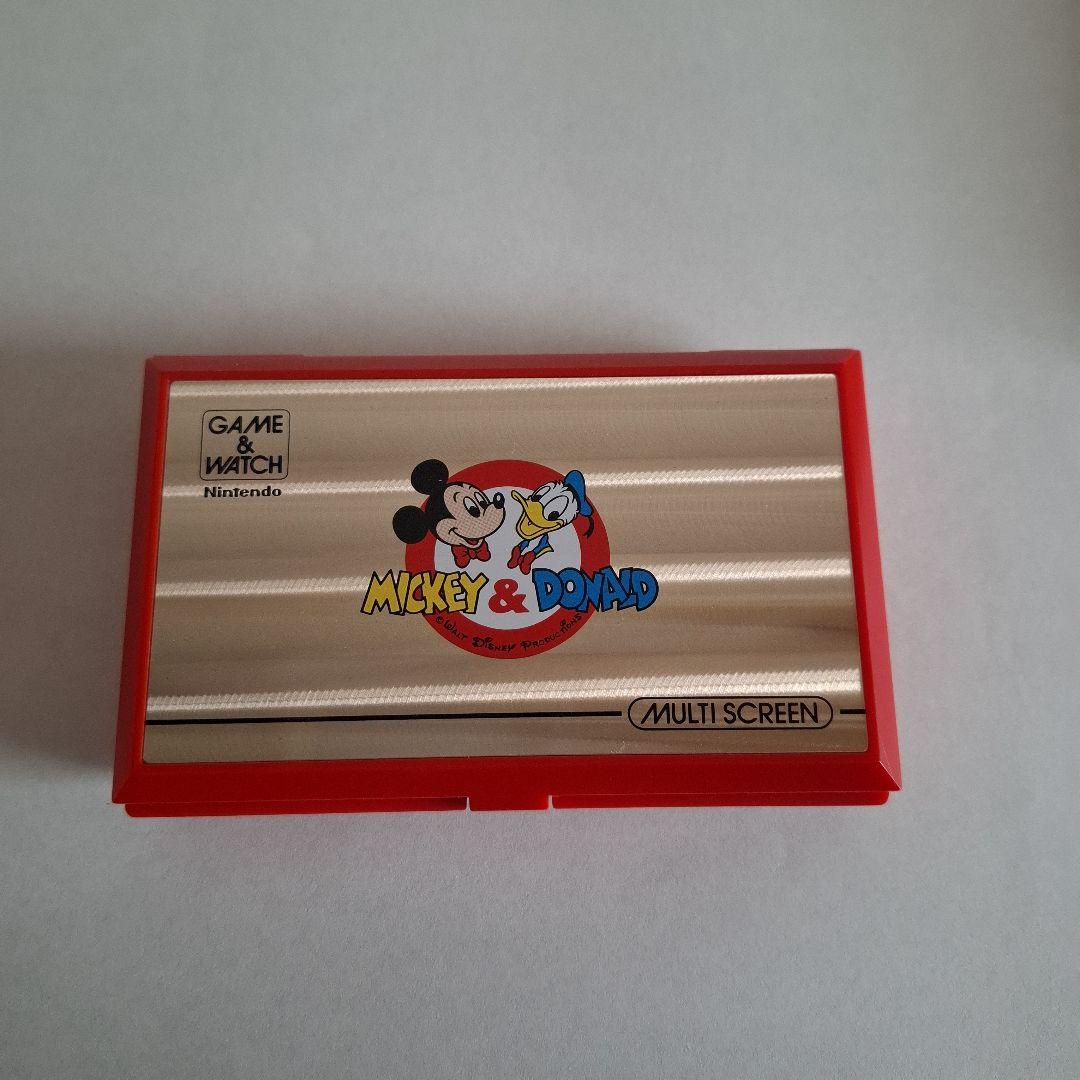 GAME
&
WATCH
Nintendo
MICKEY & DONALD
© WALT DISNEY PRODUCTIONS
MULTI SCREEN